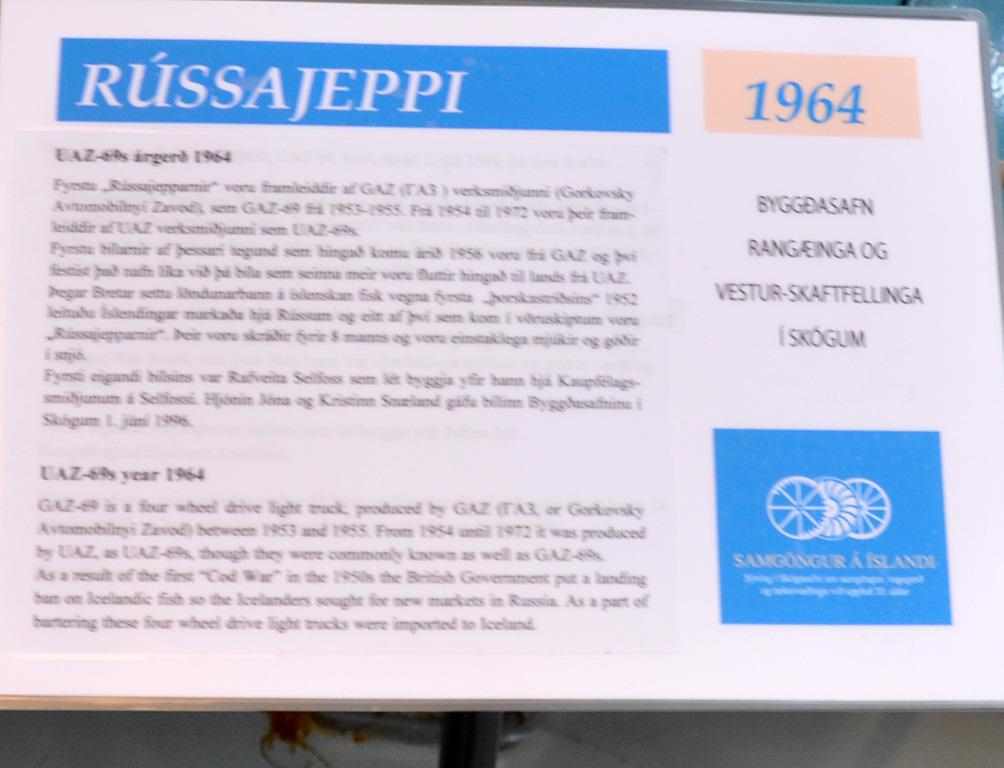 RÚSSAJEPPI
1964
UAZ-69s árgerð 1964
Fyrstu „Rússajepparnir“ voru framleiddir af GAZ (ГАЗ ) verksmiðjunni (Gorkovsky
Avtomobilnyi Zavod), sem GAZ-69 frá 1953-1955. Frá 1954 til 1972 voru þeir fram-
leiddir af UAZ verksmiðjunni sem UAZ-69s.
Fyrstu bílarnir af þessari tegund sem hingað komu árið 1956 voru frá GAZ og því
festist það nafn líka við þá bíla sem seinna meir voru fluttir hingað til lands frá UAZ.
Þegar Bretar settu löndunarbann á íslenskan fisk vegna fyrsta „þorskastríðsins“ 1952
leituðu Íslendingar markaða hjá Rússum og eitt af því sem kom í vöruskiptum voru
„Rússajepparnir“. Þeir voru skráðir fyrir 8 manns og voru einstaklega mjúkir og góðir
í snjó.
Fyrsti eigandi bílsins var Rafveita Selfoss sem lét byggja yfir hann hjá Kaupfélags-
smiðjunum á Selfossi. Hjónin Jóna og Kristinn Snæland gáfu bílinn Byggðasafninu í
Skógum 1. júní 1996.
UAZ-69s year 1964
GAZ-69 is a four wheel drive light truck, produced by GAZ (ГАЗ, or Gorkovsky
Avtomobilnyi Zavod) between 1953 and 1955. From 1954 until 1972 it was produced
by UAZ, as UAZ-69s, though they were commonly known as well as GAZ-69s.
As a result of the first “Cod War” in the 1950s the British Government put a landing
ban on Icelandic fish so the Icelanders sought for new markets in Russia. As a part of
bartering these four wheel drive light trucks were imported to Iceland.
BYGGÐASAFN
RANGÆINGA OG
VESTUR-SKAFTFELLINGA
Í SKÓGUM
SAMGÖNGUR Á ÍSLANDI